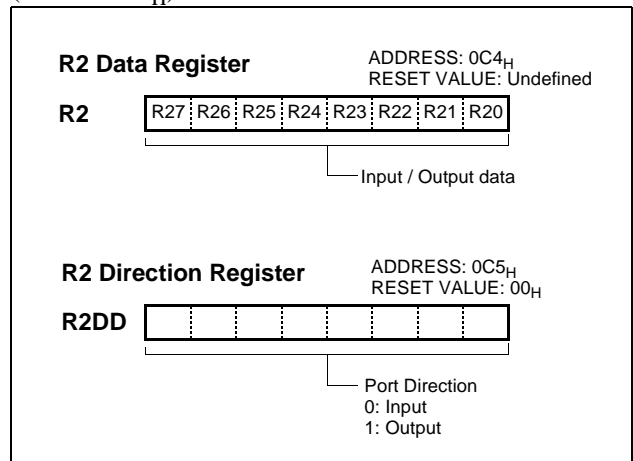 R2 Data Register
ADDRESS: 0C4H
RESET VALUE: Undefined
R2
R27 R26 R25 R24 R23 R22 R21 R20
Input / Output data
R2 Direction Register
ADDRESS: 0C5H
RESET VALUE: 00H
R2DD
Port Direction
0: Input
1: Output